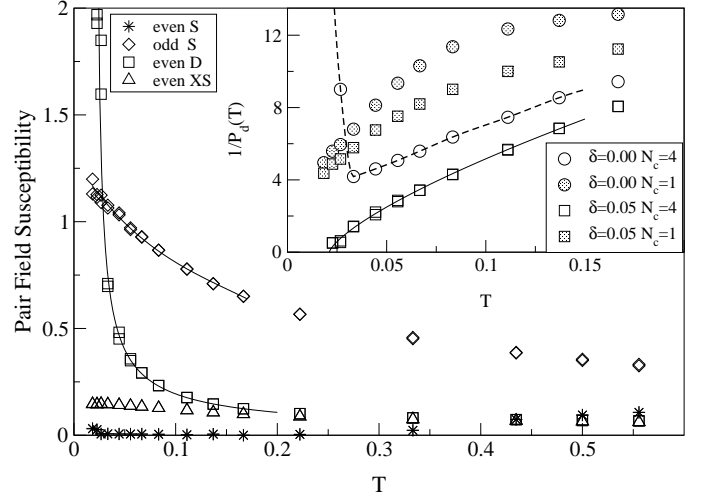 2
1.5
1
0.5
0
Pair Field Susceptibility
even S
odd S
even D
even XS
12
8
4
0
1/P_d(T)
δ=0.00 N_c=4
δ=0.00 N_c=1
δ=0.05 N_c=4
δ=0.05 N_c=1
0 0.05 0.1 0.15
T
0 0.1 0.2 0.3 0.4 0.5
T